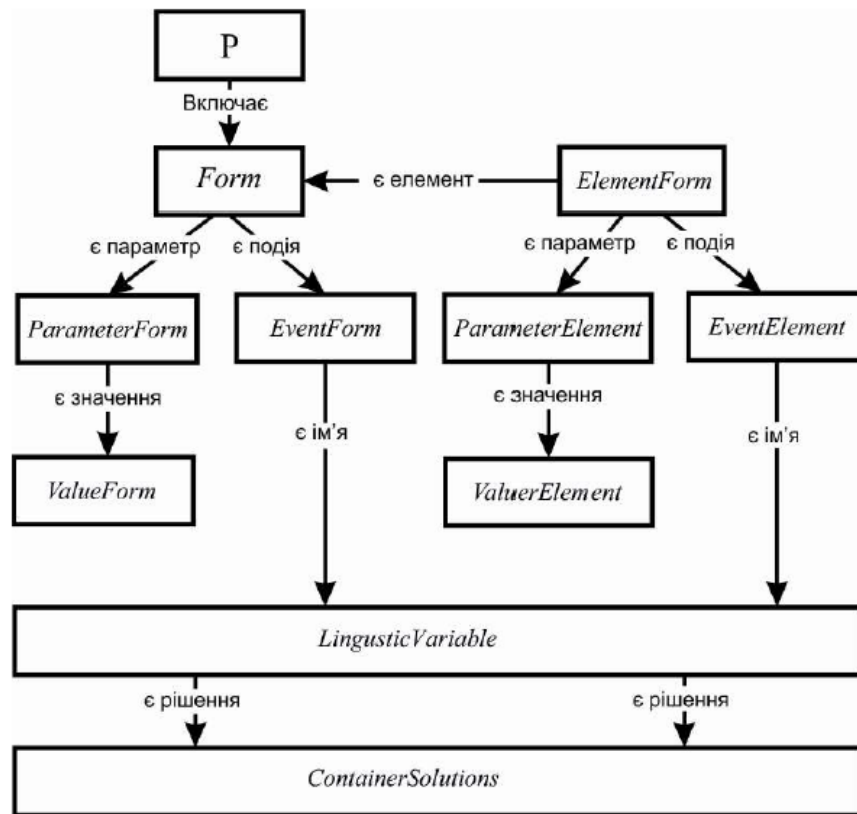 P
Включає
Form
є елемент
ElementForm
є параметр
є подія
є параметр
є подія
ParameterForm
EventForm
ParameterElement
EventElement
є значення
є ім'я
є значення
є ім'я
ValueForm
ValuerElement
LingusticVariable
є рішення
є рішення
ContainerSolutions